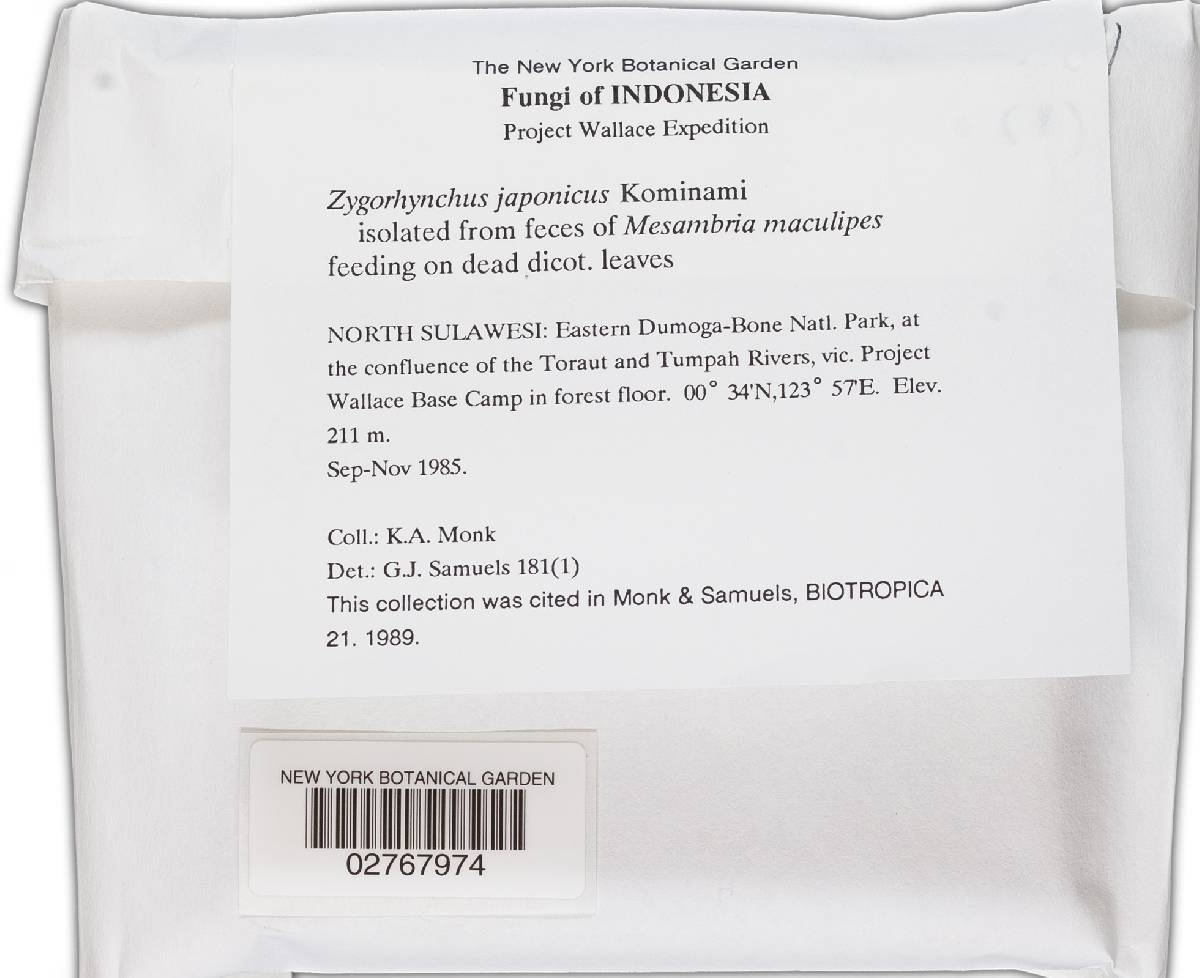 The New York Botanical Garden
Fungi of INDONESIA
Project Wallace Expedition
Zygorhynchus japonicus Kominami
isolated from feces of Mesambria maculipes
feeding on dead dicot. leaves
NORTH SULAWESI: Eastern Dumoga-Bone Natl. Park, at
the confluence of the Toraut and Tumpah Rivers, vic. Project
Wallace Base Camp in forest floor. 00° 34'N,123° 57'E. Elev.
211 m.
Sep-Nov 1985.
Coll.: K.A. Monk
Det.: G.J. Samuels 181(1)
This collection was cited in Monk & Samuels, BIOTROPICA
21. 1989.
NEW YORK BOTANICAL GARDEN
02767974